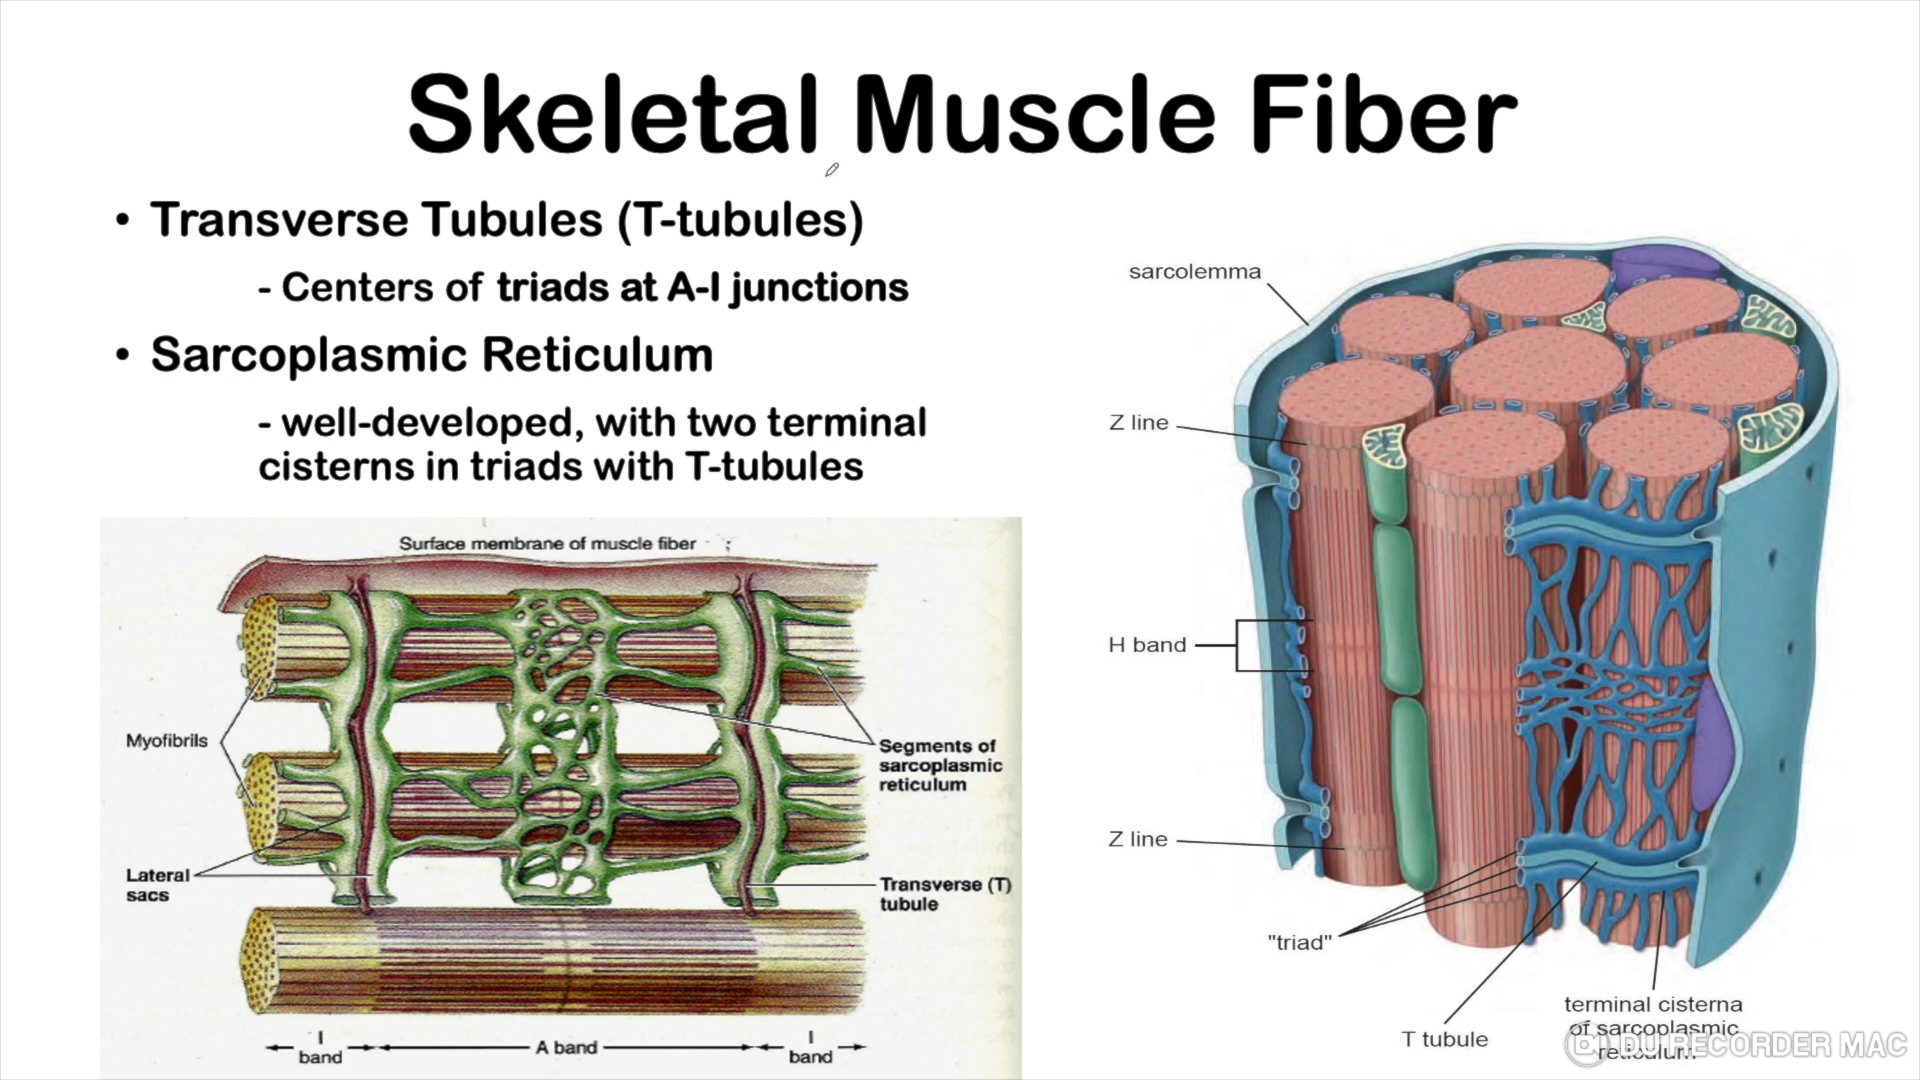 Skeletal Muscle Fiber
• Transverse Tubules (T-tubules)
- Centers of triads at A-I junctions
• Sarcoplasmic Reticulum
- well-developed, with two terminal
cisterns in triads with T-tubules
Surface membrane of muscle fiber
Myofibrils
Segments of
sarcoplasmic
reticulum
Lateral
sacs
Transverse (T)
tubule
I
band
A band
I
band
sarcolemma
Z line
H band
Z line
"triad"
T tubule
terminal cisterna
of sarcoplasmic
reticulum
DU RECORDER MAC